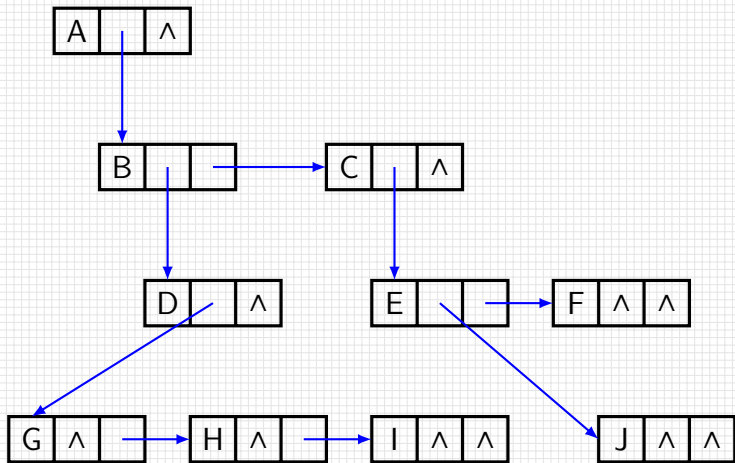 A ∧
B C ∧
D ∧ E F ∧ ∧
G ∧ H ∧ I ∧ ∧ J ∧ ∧